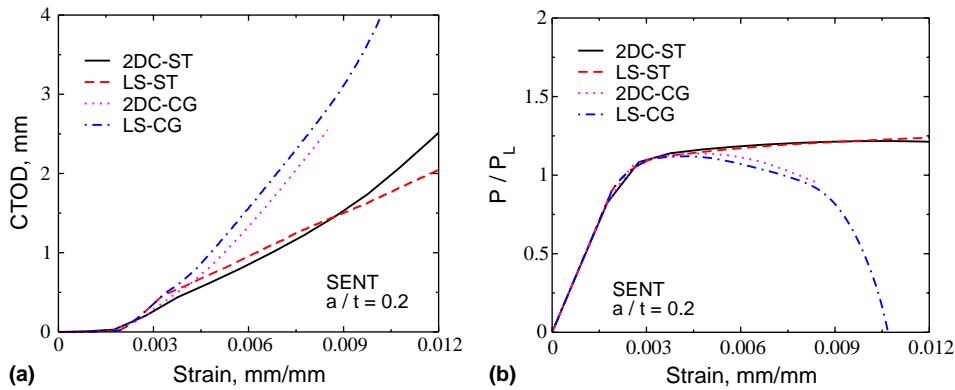 4
3
2
1
0
CTOD, mm
2DC-ST
LS-ST
2DC-CG
LS-CG
SENT
a / t = 0.2
0
0.003
0.006
0.009
0.012
Strain, mm/mm
(a)
2
1.5
1
0.5
0
P / P_L
2DC-ST
LS-ST
2DC-CG
LS-CG
SENT
a / t = 0.2
0
0.003
0.006
0.009
0.012
Strain, mm/mm
(b)